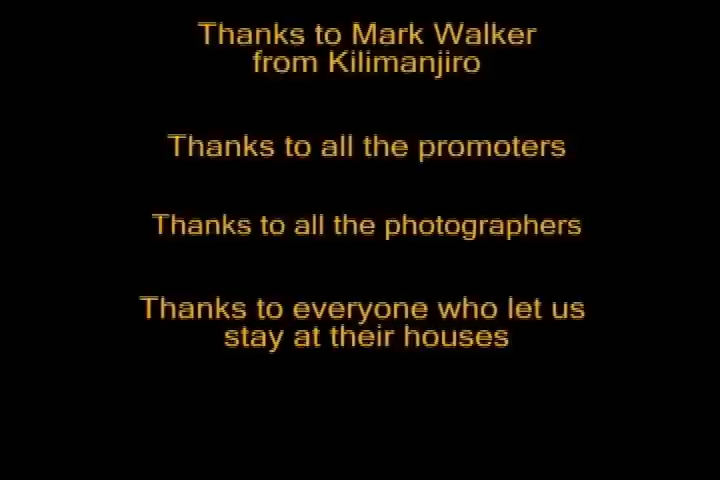 Thanks to Mark Walker
from Kilimanjiro
Thanks to all the promoters
Thanks to all the photographers
Thanks to everyone who let us
stay at their houses